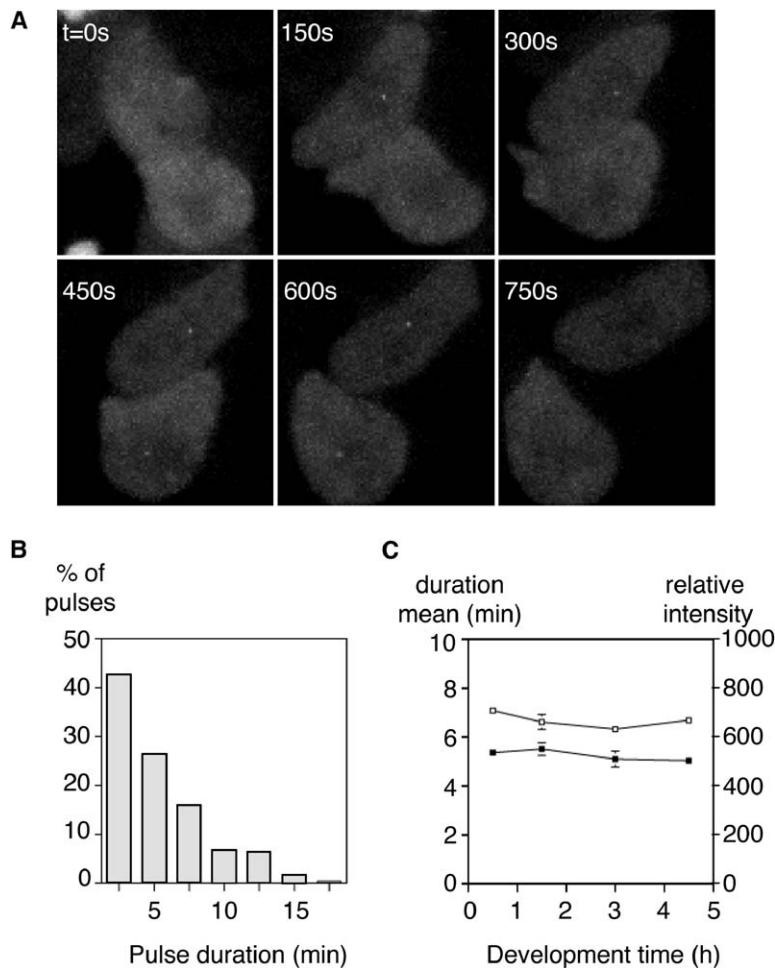 A
t=0s
150s
300s
450s
600s
750s
B
% of
pulses
50
40
30
20
10
0
5
10
15
Pulse duration (min)
C
duration
mean (min)
relative
intensity
10
8
6
4
2
0
1000
800
600
400
200
0
0
1
2
3
4
5
Development time (h)